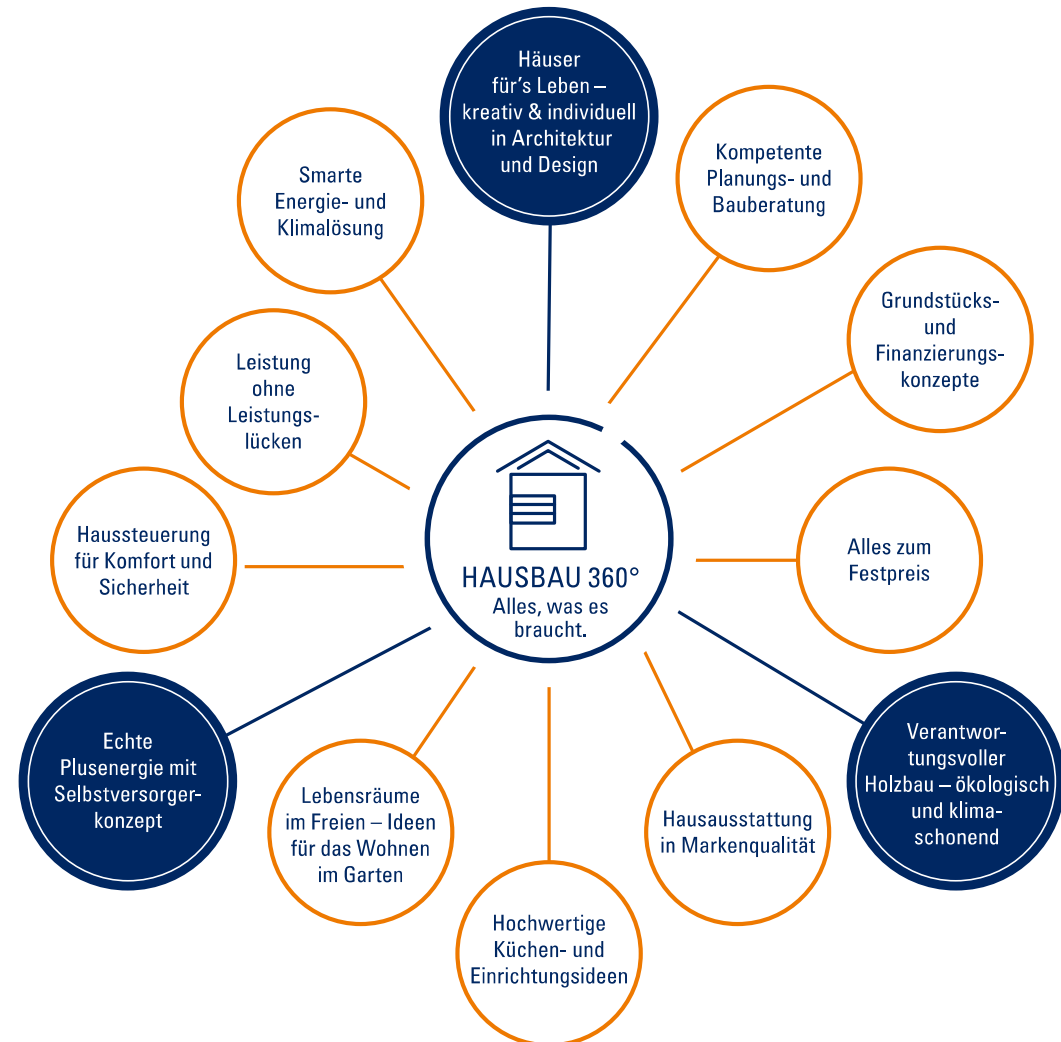 Häuser
für’s Leben –
kreativ & individuell
in Architektur
und Design
Kompetente
Planungs- und
Bauberatung
Grundstücks-
und
Finanzierungs-
konzepte
Alles zum
Festpreis
Verantwor-
tungsvoller
Holzbau – ökologisch
und klima-
schonend
Hausausstattung
in Markenqualität
Hochwertige
Küchen- und
Einrichtungsideen
Lebensräume
im Freien – Ideen
für das Wohnen
im Garten
Echte
Plusenergie mit
Selbstversorger-
konzept
Haussteuerung
für Komfort und
Sicherheit
Leistung
ohne
Leistungs-
lücken
Smarte
Energie- und
Klimalösung
HAUSBAU 360°
Alles, was es
braucht.